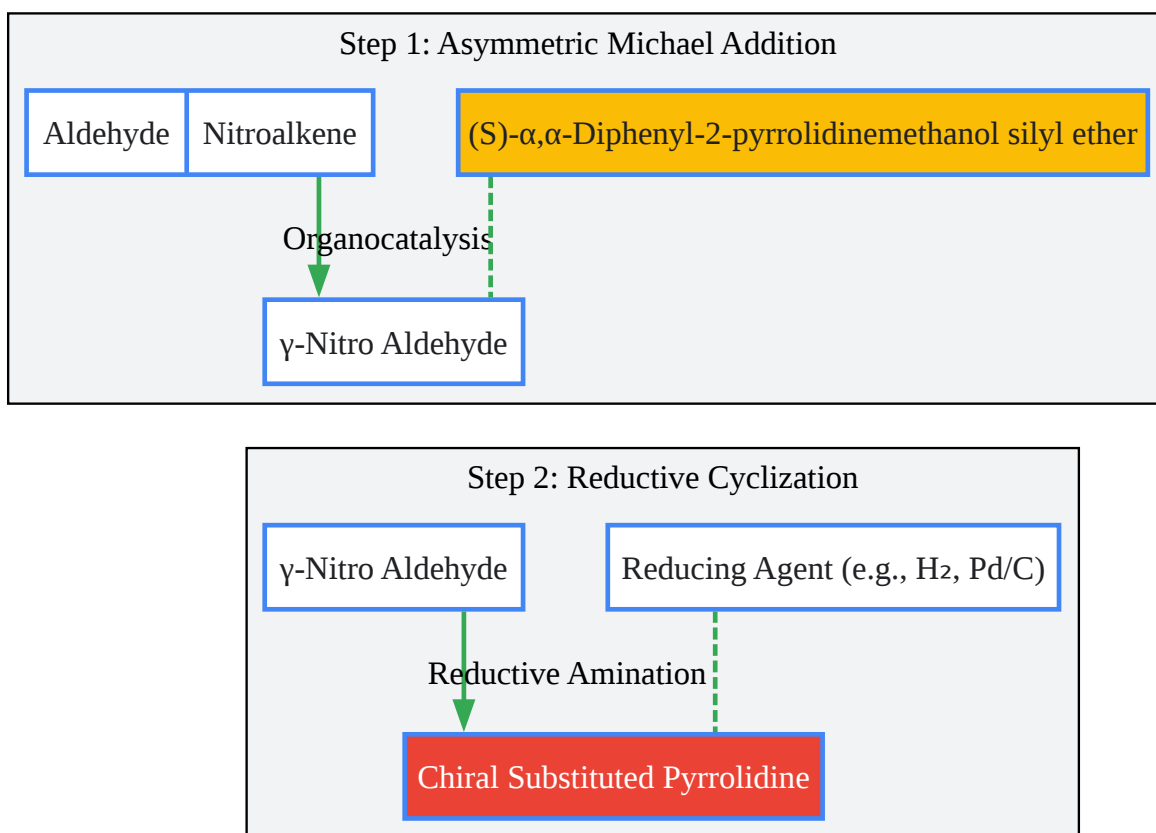 Step 1: Asymmetric Michael Addition
Aldehyde
Nitroalkene
(S)-α,α-Diphenyl-2-pyrrolidinemethanol silyl ether
Organocatalysis
γ-Nitro Aldehyde
Step 2: Reductive Cyclization
γ-Nitro Aldehyde
Reducing Agent (e.g., H₂, Pd/C)
Reductive Amination
Chiral Substituted Pyrrolidine